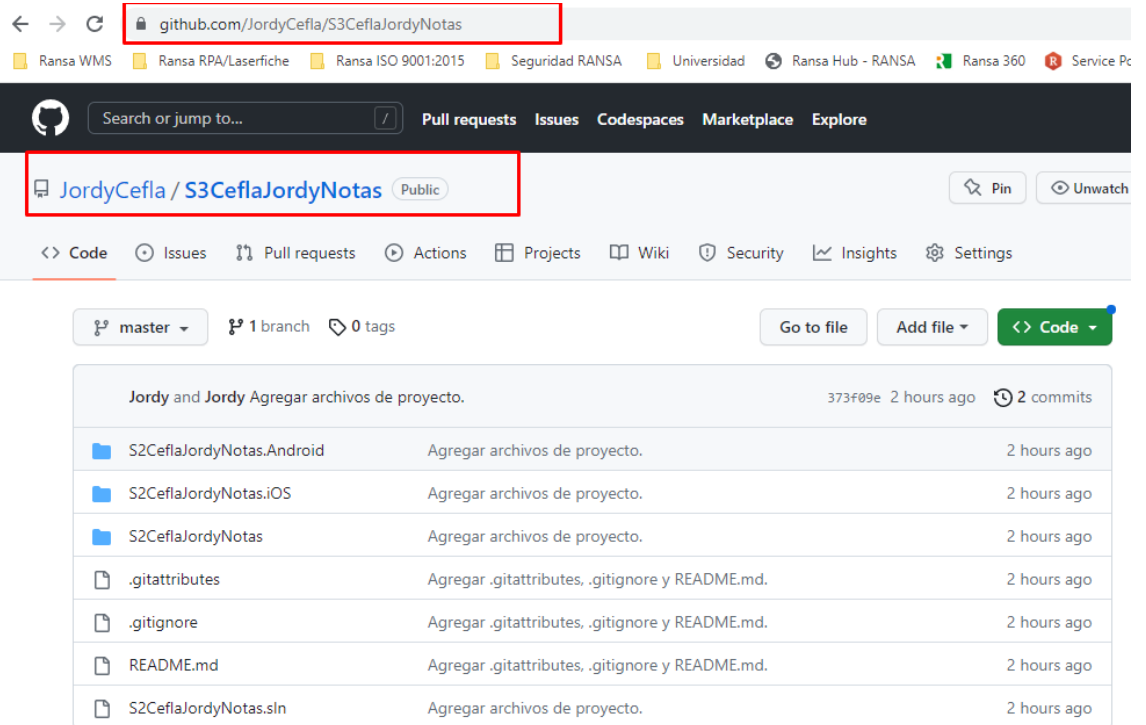 github.com/JordyCefla/S3CeflaJordyNotas
Ransa WMS Ransa RPA/Laserfiche Ransa ISO 9001:2015 Seguridad RANSA Universidad Ransa Hub - RANSA Ransa 360 Service Po
Search or jump to... / Pull requests Issues Codespaces Marketplace Explore
JordyCefla / S3CeflaJordyNotas Public Pin Unwatch
Code Issues Pull requests Actions Projects Wiki Security Insights Settings
master 1 branch 0 tags Go to file Add file Code
Jordy and Jordy Agregar archivos de proyecto. 373f09e 2 hours ago 2 commits
S2CeflaJordyNotas.Android Agregar archivos de proyecto. 2 hours ago
S2CeflaJordyNotas.iOS Agregar archivos de proyecto. 2 hours ago
S2CeflaJordyNotas Agregar archivos de proyecto. 2 hours ago
.gitattributes Agregar .gitattributes, .gitignore y README.md. 2 hours ago
.gitignore Agregar .gitattributes, .gitignore y README.md. 2 hours ago
README.md Agregar .gitattributes, .gitignore y README.md. 2 hours ago
S2CeflaJordyNotas.sln Agregar archivos de proyecto. 2 hours ago